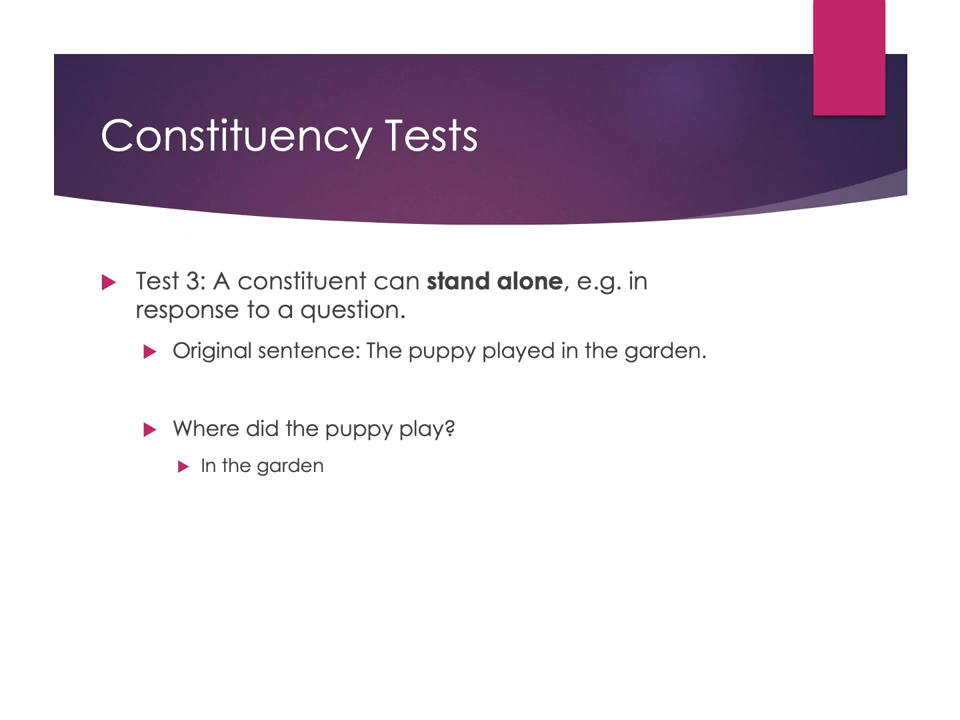 Constituency Tests
Test 3: A constituent can stand alone, e.g. in
response to a question.
Original sentence: The puppy played in the garden.
Where did the puppy play?
In the garden